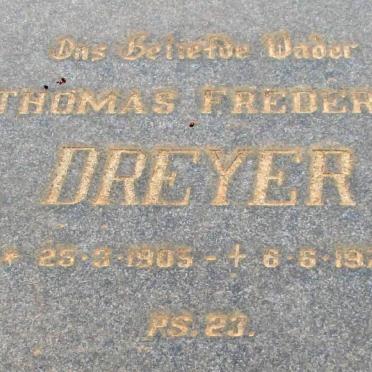 Ons Geliefde Vader
THOMAS FREDER
DREYER
* 25·3·1905 - † 6·6·19
PS. 23.